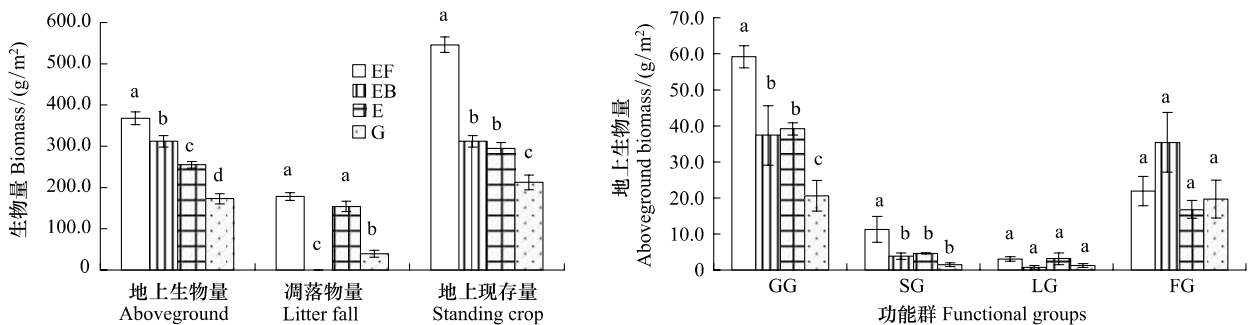 生物量 Biomass/(g/m²)
600.0
500.0
400.0
300.0
200.0
100.0
0
a
b
c
d
a
c
a
b
a
b
b
c
EF
EB
E
G
地上生物量
Aboveground
凋落物量
Litter fall
地上现存量
Standing crop
地上生物量
Aboveground biomass/(g/m²)
70.0
60.0
50.0
40.0
30.0
20.0
10.0
0
a
b
b
c
a
b
b
b
a
a
a
a
a
a
a
a
GG
SG
LG
FG
功能群 Functional groups